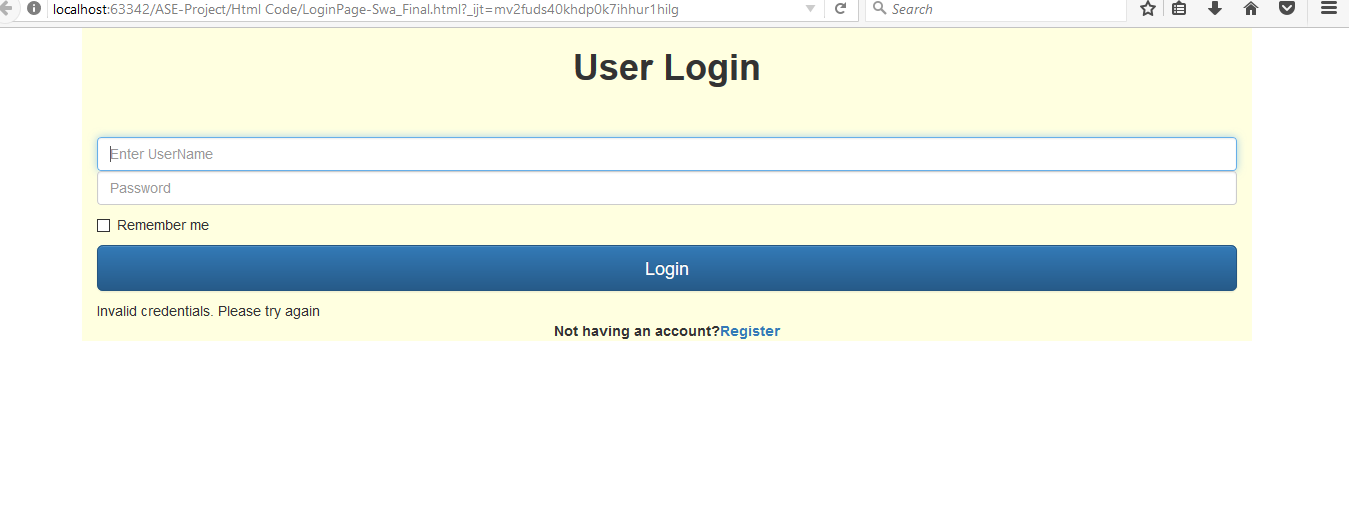 localhost:63342/ASE-Project/Html Code/LoginPage-Swa_Final.html?_ijt=mv2fuds40khdp0k7ihhur1hilg
Search
User Login
Enter UserName
Password
Remember me
Login
Invalid credentials. Please try again
Not having an account?Register